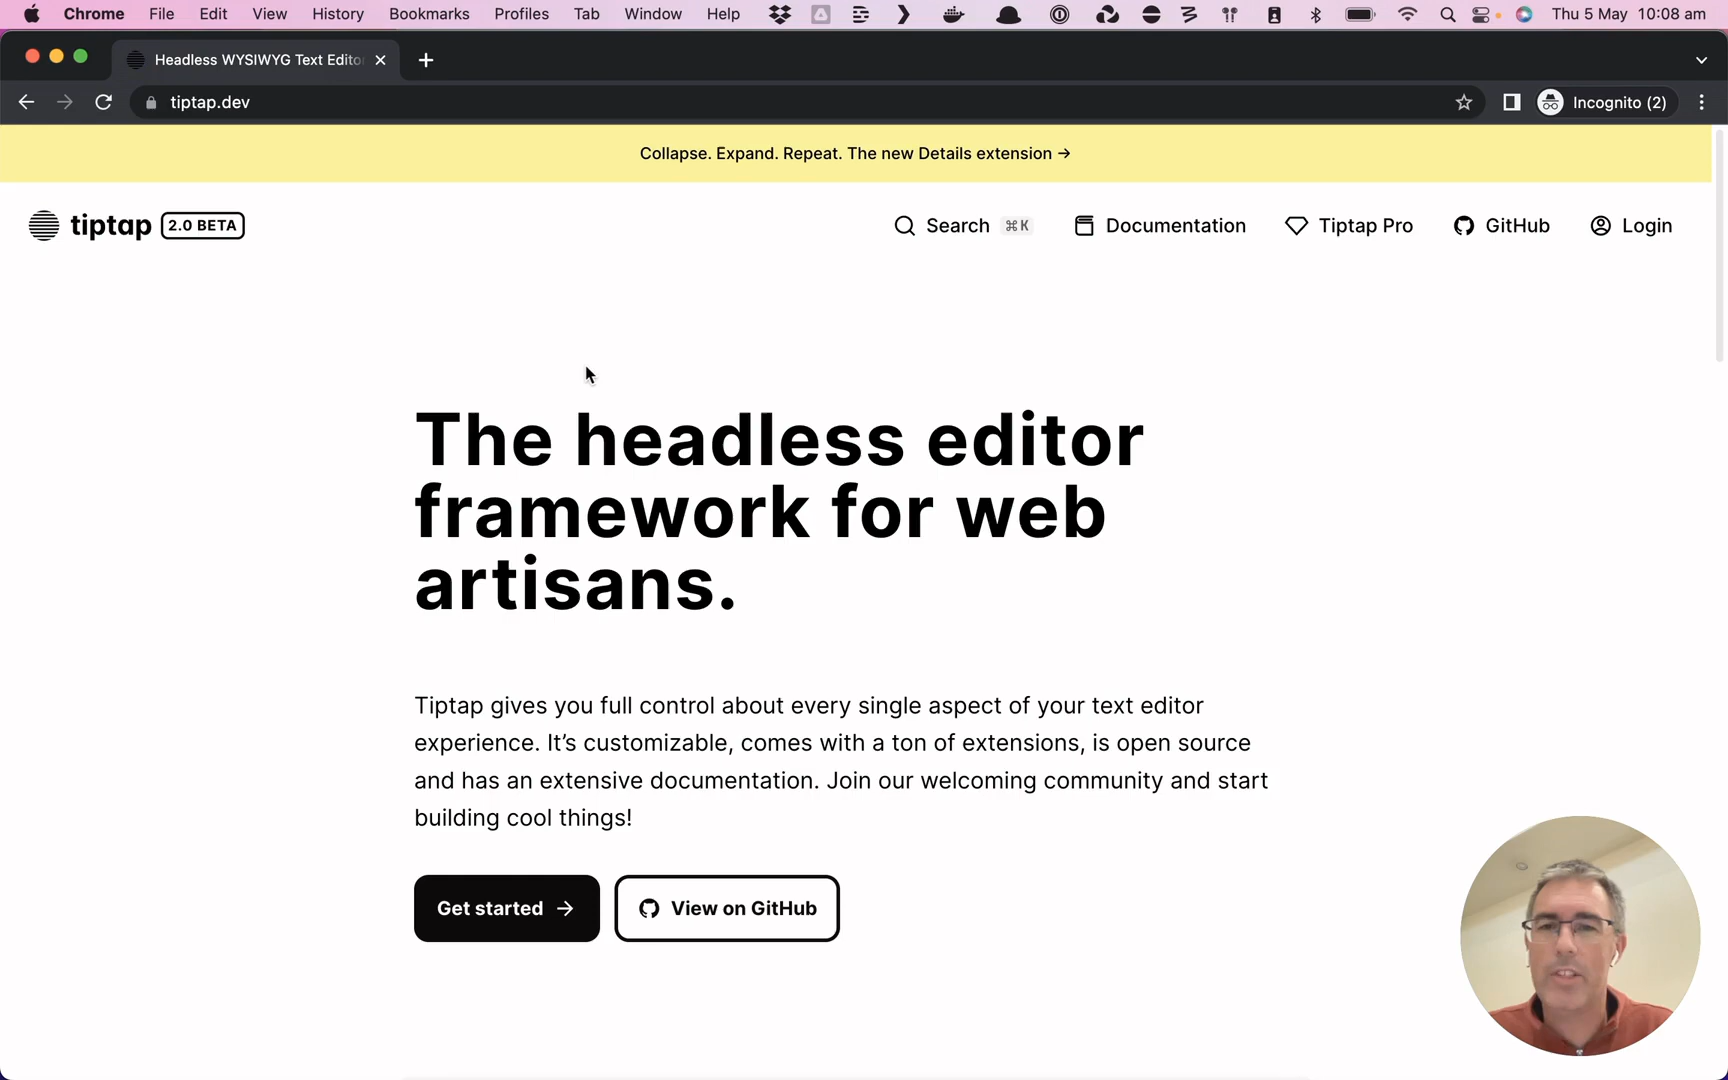 Chrome File Edit View History Bookmarks Profiles Tab Window Help Thu 5 May 10:08 am
Headless WYSIWYG Text Edito
tiptap.dev Incognito (2)
Collapse. Expand. Repeat. The new Details extension →
tiptap 2.0 BETA Search ⌘K Documentation Tiptap Pro GitHub Login
The headless editor
framework for web
artisans.
Tiptap gives you full control about every single aspect of your text editor
experience. It’s customizable, comes with a ton of extensions, is open source
and has an extensive documentation. Join our welcoming community and start
building cool things!
Get started → View on GitHub